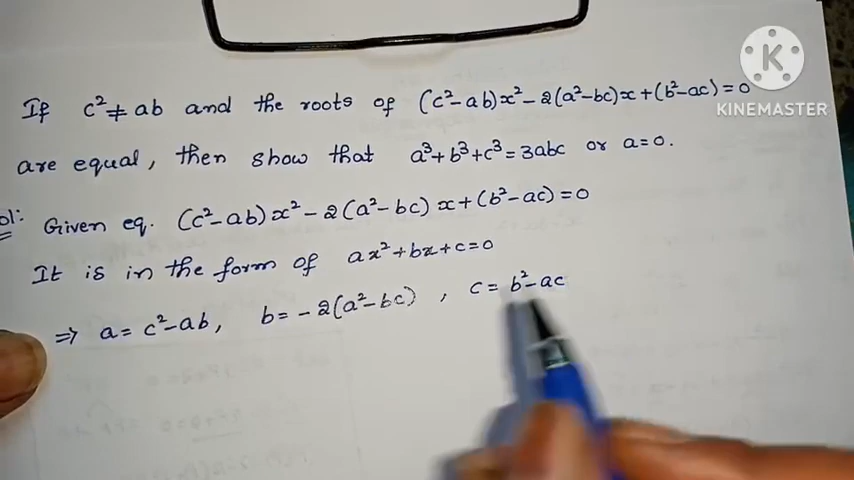 If c² ≠ ab and the roots of (c²-ab)x² - 2(a²-bc)x + (b²-ac) = 0
are equal, then show that a³+b³+c³ = 3abc or a=0.
ol: Given eq. (c²-ab)x² - 2(a²-bc)x + (b²-ac) = 0
It is in the form of ax²+bx+c=0
⇒ a = c²-ab, b = -2(a²-bc), c = b²-ac
KINEMASTER